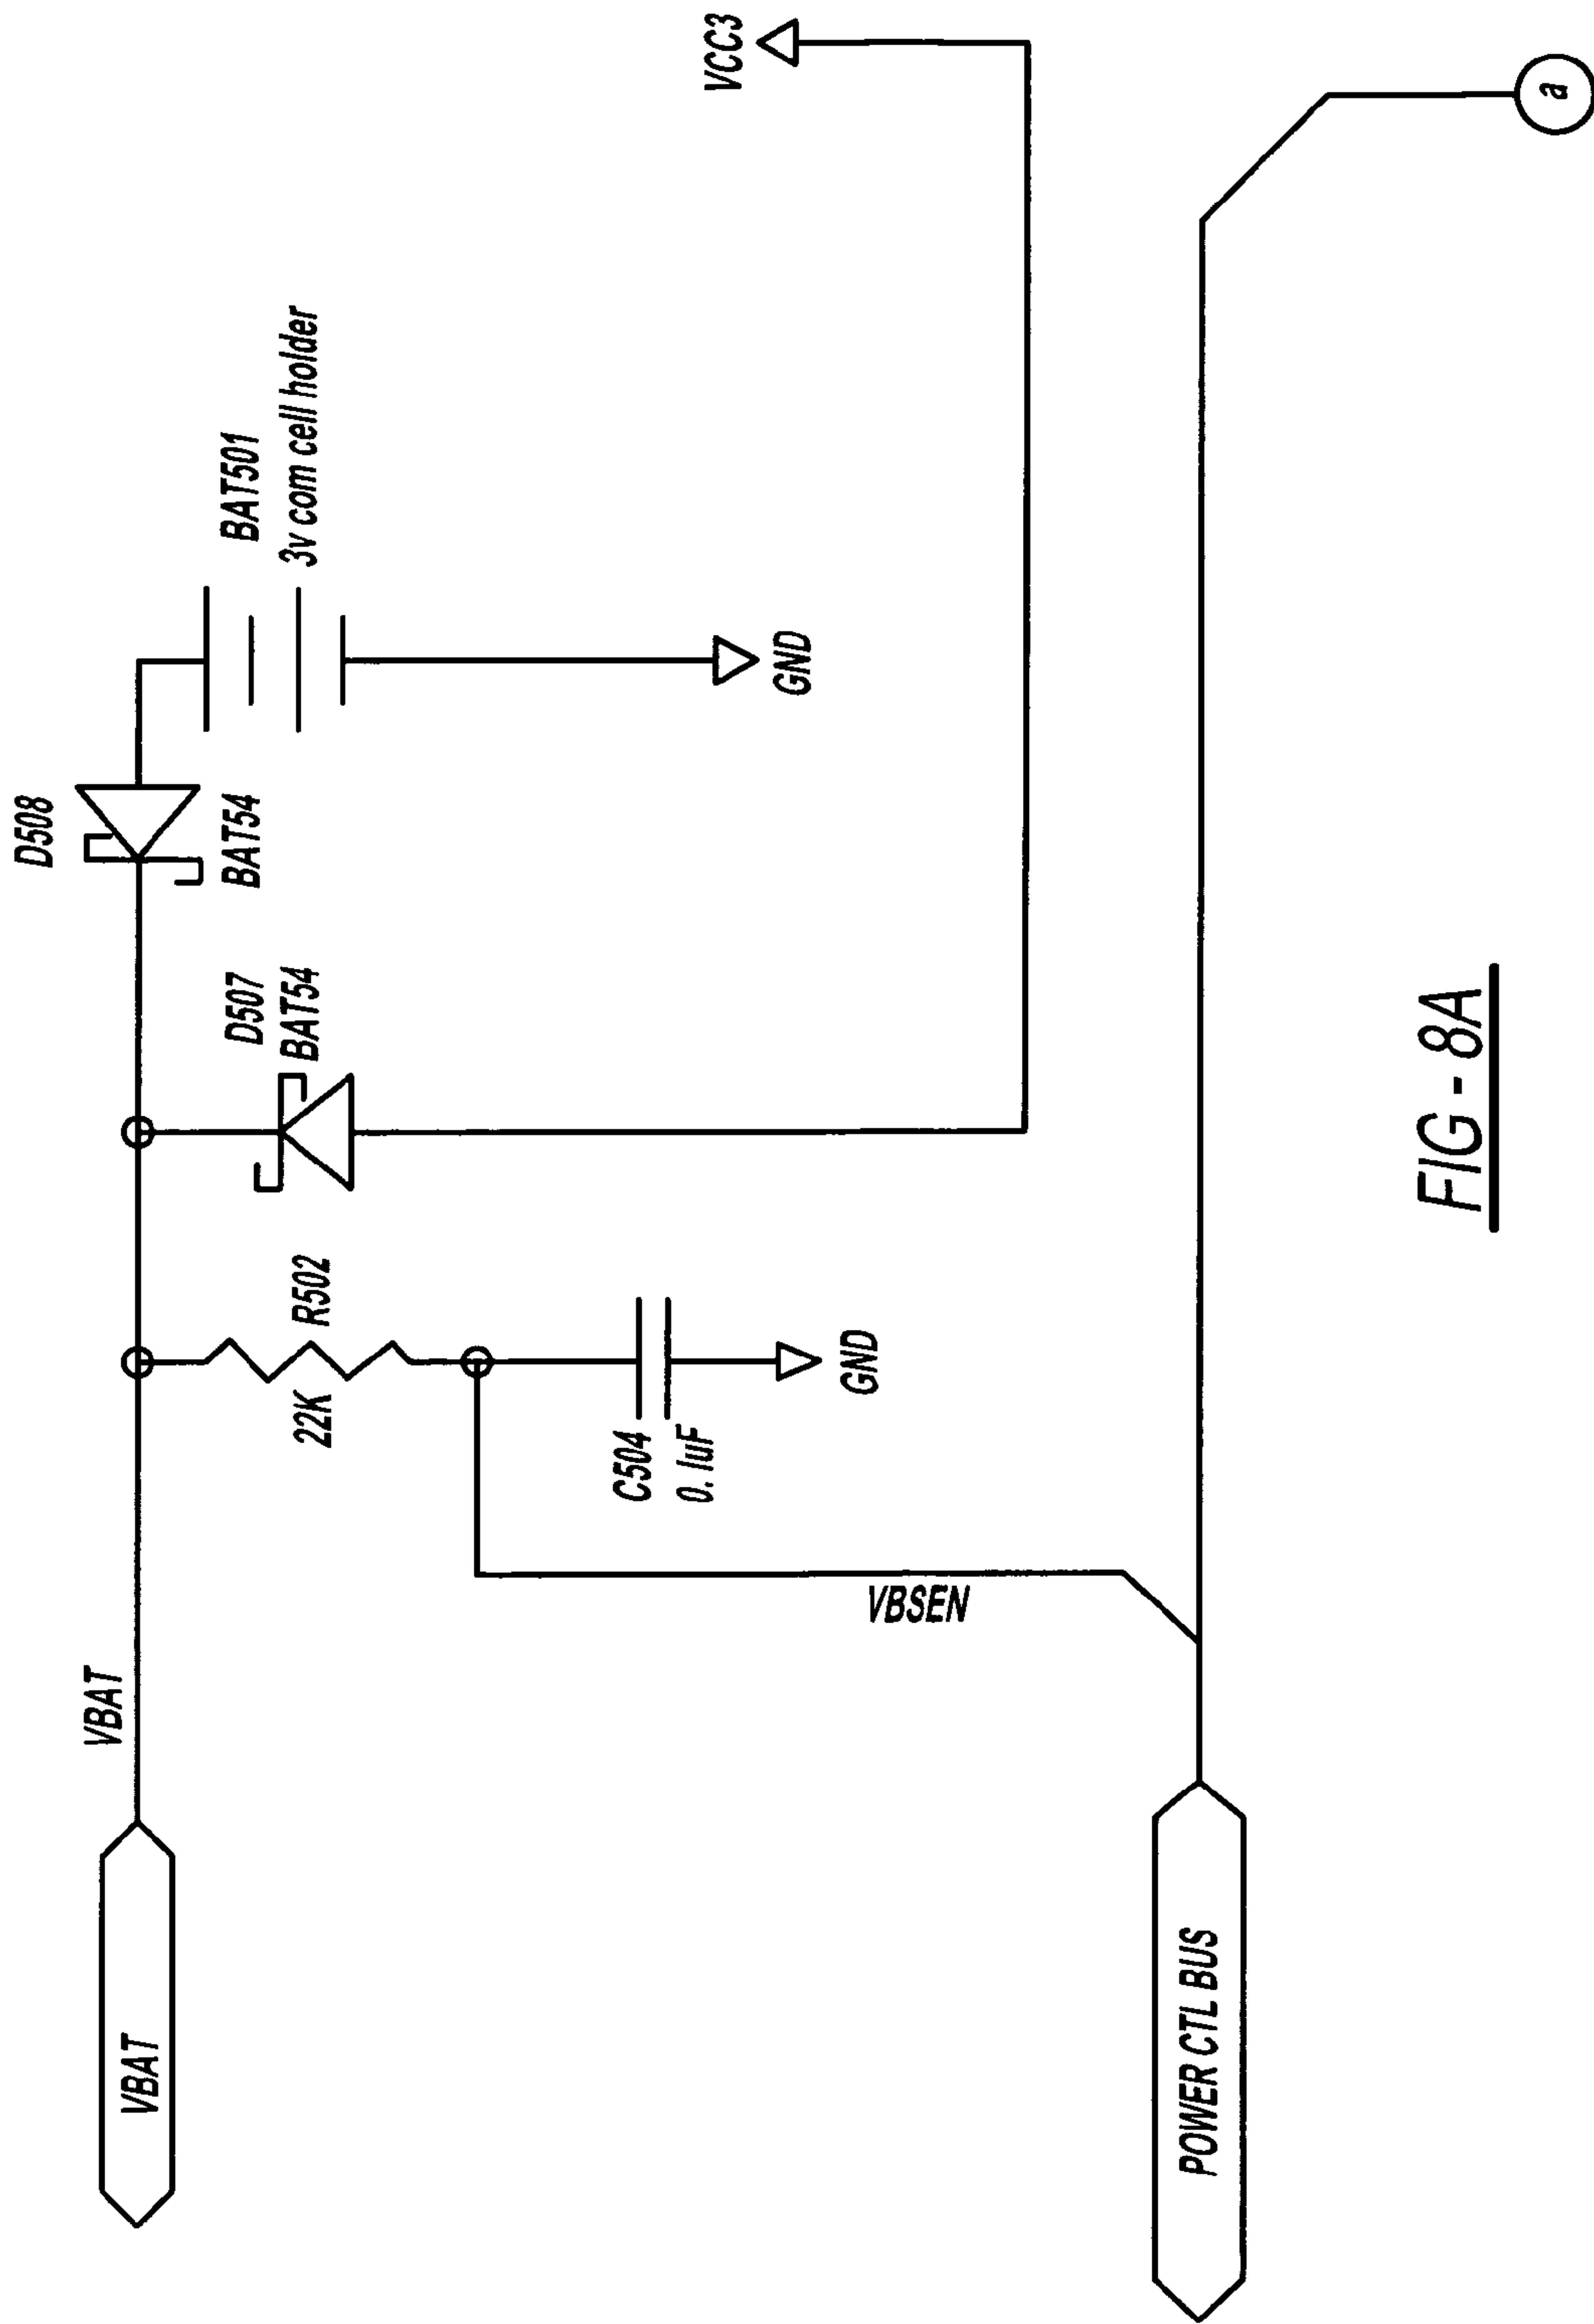 D508
BAT54
BAT501
3v com cell holder
D507
BAT54
VCC3
GND
R502
22K
C504
0.1uF
GND
VBAT
VBAT
VBSEN
POWER CTL BUS
a
FIG - 8A